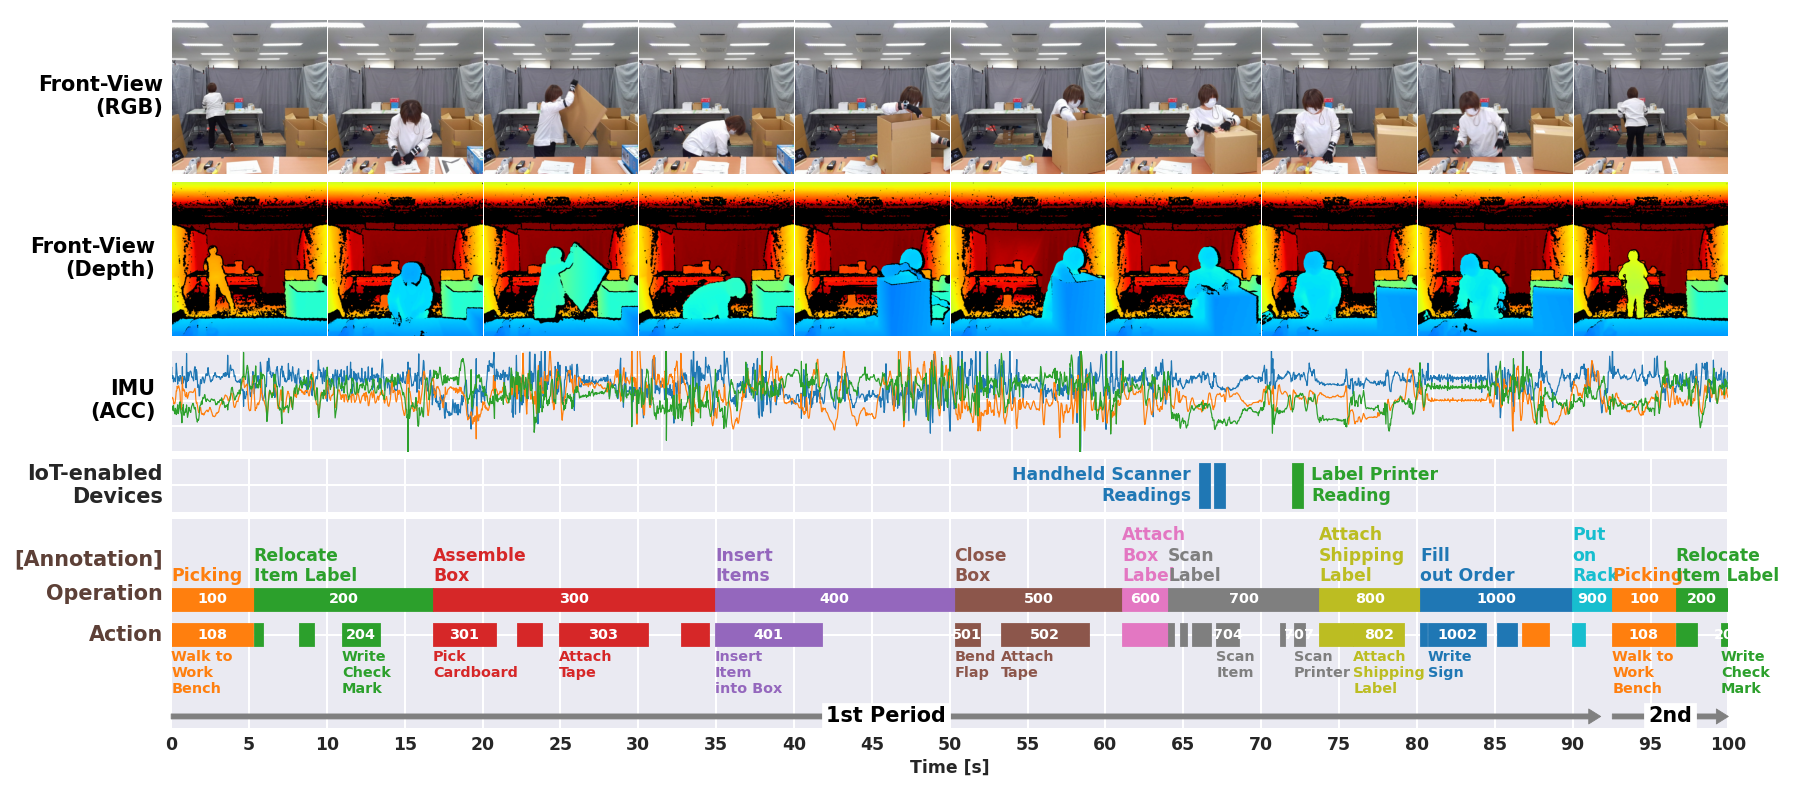 Front-View
(RGB)
Front-View
(Depth)
IMU
(ACC)
IoT-enabled
Devices
Handheld Scanner
Readings
Label Printer
Reading
[Annotation]
Operation
Picking
Relocate
Item Label
Assemble
Box
Insert
Items
Close
Box
Attach
Box
Label
Scan
Label
Attach
Shipping
Label
Fill
out Order
Put
on
Rack
Picking
Relocate
Item Label
100 200 300 400 500 600 700 800 1000 900 100 200
Action
108 204 301 303 401 501 502 704 707 802 1002 108
Walk to
Work
Bench
Write
Check
Mark
Pick
Cardboard
Attach
Tape
Insert
Item
into Box
Bend
Flap
Attach
Tape
Scan
Item
Scan
Printer
Attach
Shipping
Label
Write
Sign
Walk to
Work
Bench
Write
Check
Mark
1st Period
2nd
0 5 10 15 20 25 30 35 40 45 50 55 60 65 70 75 80 85 90 95 100
Time [s]